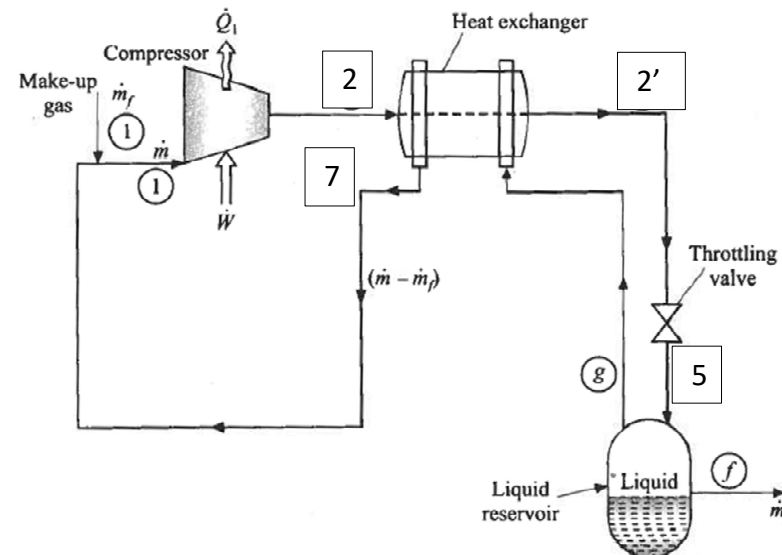 Q̇₁
Heat exchanger
Compressor
Make-up
gas
ṁf
2
2’
1
ṁ
1
7
Ẇ
Throttling
valve
(ṁ – ṁf)
g
5
Liquid
f
Liquid
reservoir
ṁ